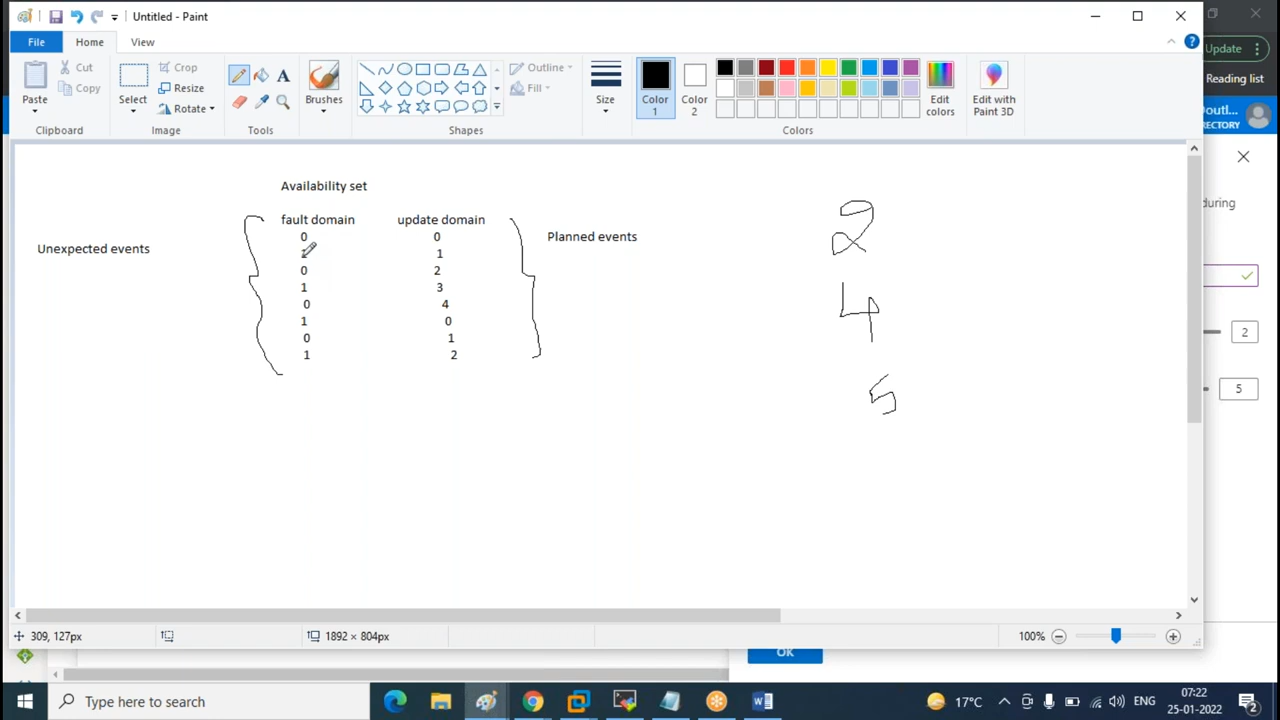 Untitled - Paint
File Home View
Update
Reading list
outl...
RECTORY
Paste
Cut
Copy
Clipboard
Select
Crop
Resize
Rotate
Image
Tools
Brushes
Outline
Fill
Shapes
Size
Color 1
Color 2
Edit colors
Edit with Paint 3D
Colors
during
Availability set
fault domain update domain
Unexpected events
Planned events
0 0
1 1
0 2
1 3
0 4
1 0
0 1
1 2
2
4
5
2
5
309, 127px
1892 × 804px
100%
OK
Type here to search
17°C
ENG
07:22
25-01-2022
2